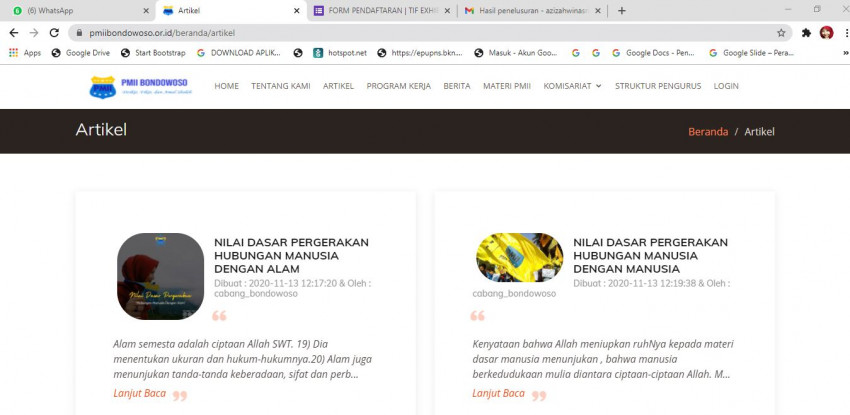 (6) WhatsApp
Artikel
FORM PENDAFTARAN | TIF EXHI
Hasil penelusuran - azizahwinas
pmiibondowoso.or.id/beranda/artikel
Apps Google Drive Start Bootstrap DOWNLOAD APLIK... hotspot.net https://epupns.bkn.... Masuk - Akun Goo... Google Docs - Pen... Google Slide – Pera...
PMII BONDOWOSO
HOME TENTANG KAMI ARTIKEL PROGRAM KERJA BERITA MATERI PMII KOMISARIAT STRUKTUR PENGURUS LOGIN
Artikel
Beranda / Artikel
NILAI DASAR PERGERAKAN
HUBUNGAN MANUSIA
DENGAN ALAM
Dibuat : 2020-11-13 12:17:20 & Oleh :
cabang_bondowoso
Nilai Dasar Pergerakan
Alam semesta adalah ciptaan Allah SWT. 19) Dia
menentukan ukuran dan hukum-hukumnya.20) Alam juga
menunjukan tanda-tanda keberadaan, sifat dan perb...
Lanjut Baca
NILAI DASAR PERGERAKAN
HUBUNGAN MANUSIA
DENGAN MANUSIA
Dibuat : 2020-11-13 12:19:38 & Oleh :
cabang_bondowoso
Kenyataan bahwa Allah meniupkan ruhNya kepada materi
dasar manusia menunjukan , bahwa manusia
berkedudukaan mulia diantara ciptaan-ciptaan Allah. M...
Lanjut Baca